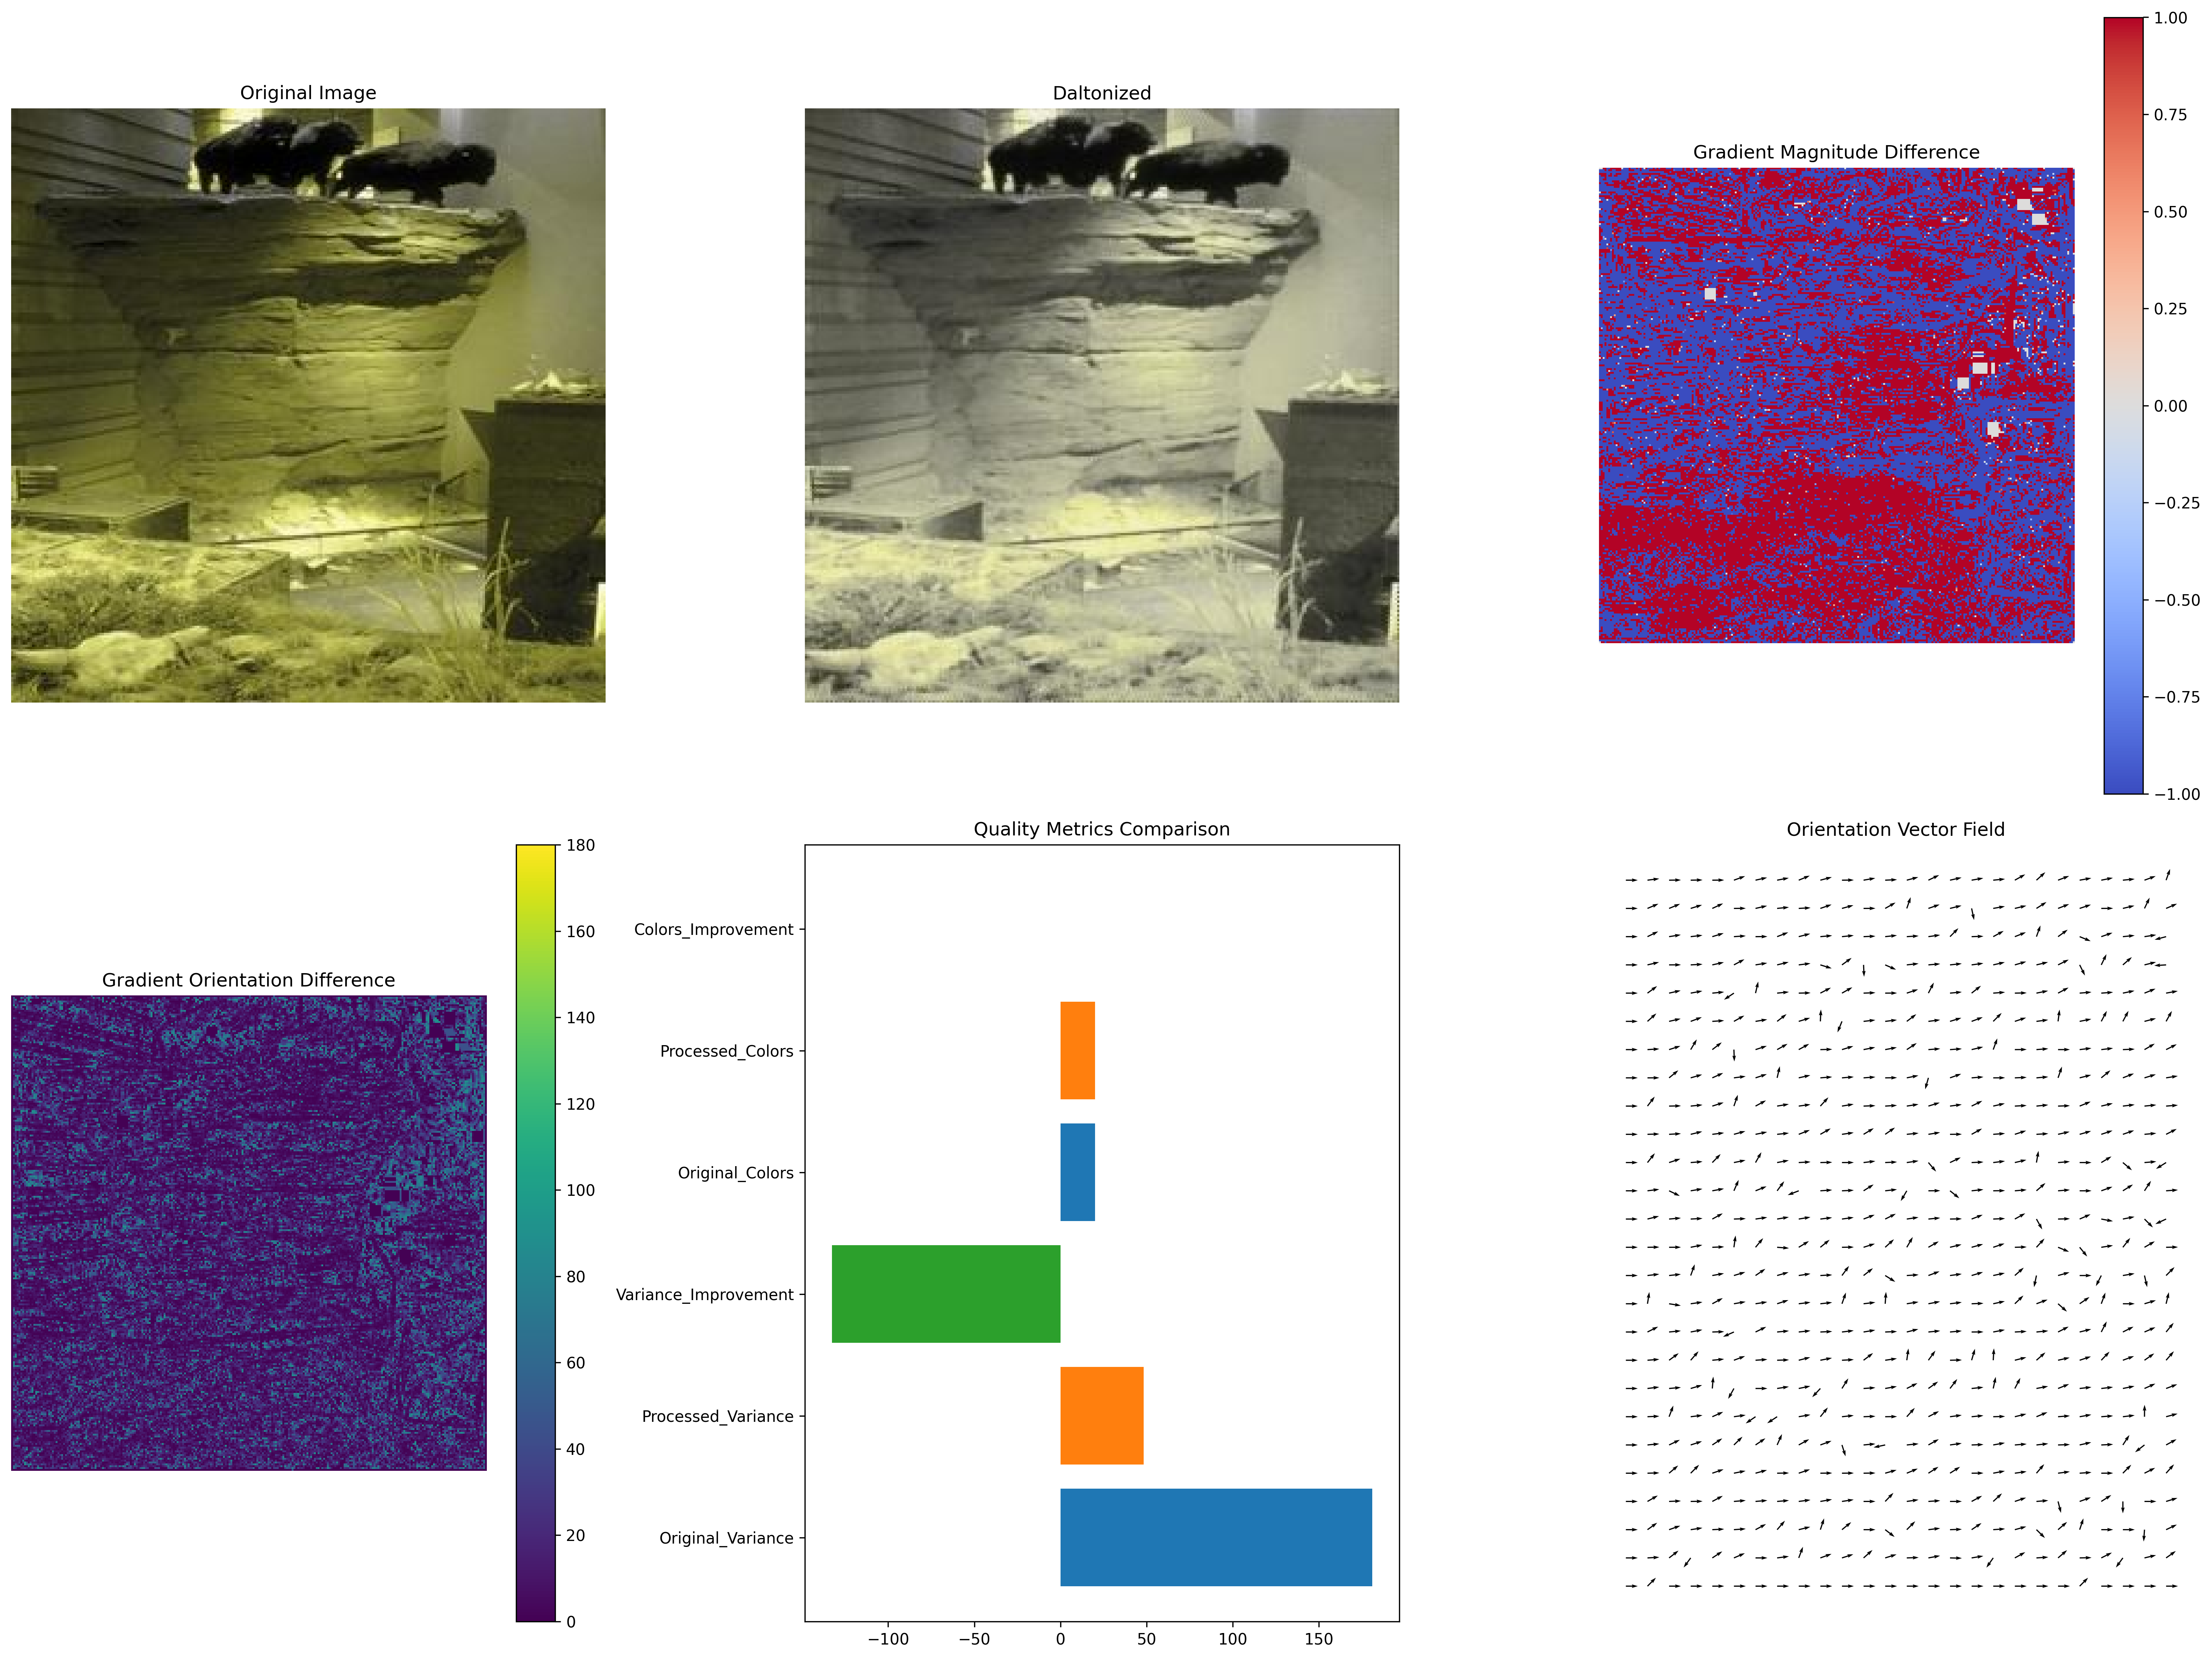 Original Image
Daltonized
Gradient Magnitude Difference
1.00
0.75
0.50
0.25
0.00
−0.25
−0.50
−0.75
−1.00
Gradient Orientation Difference
180
160
140
120
100
80
60
40
20
0
Quality Metrics Comparison
Colors_Improvement
Processed_Colors
Original_Colors
Variance_Improvement
Processed_Variance
Original_Variance
−100 −50 0 50 100 150
Orientation Vector Field